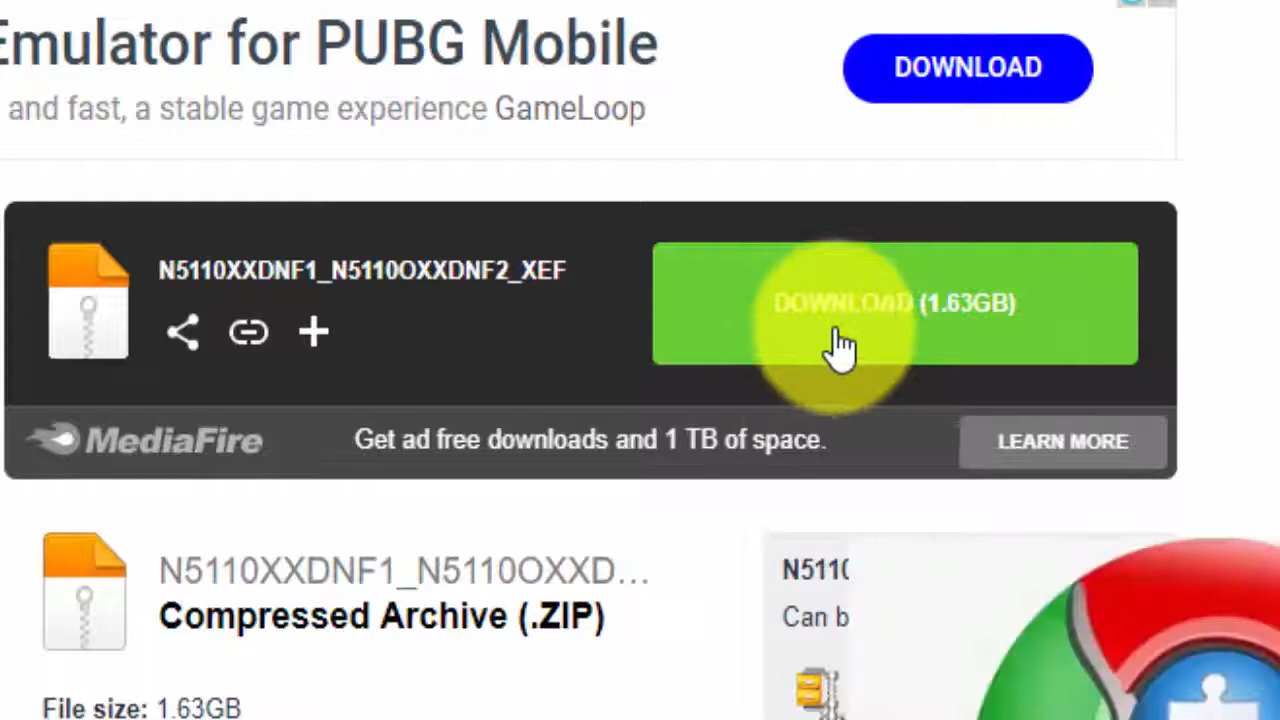 Emulator for PUBG Mobile
DOWNLOAD
and fast, a stable game experience GameLoop
N5110XXDNF1_N5110OXXDNF2_XEF
DOWNLOAD (1.63GB)
MediaFire
Get ad free downloads and 1 TB of space.
LEARN MORE
N5110XXDNF1_N5110OXXD...
Compressed Archive (.ZIP)
File size: 1.63GB
N5110
Can b